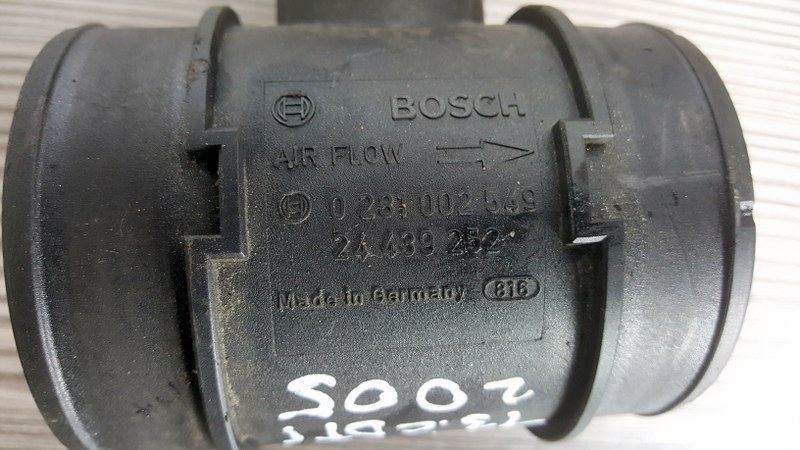 BOSCH
AIR FLOW
0 281 002 549
24 439 252
Made in Germany 816
2005